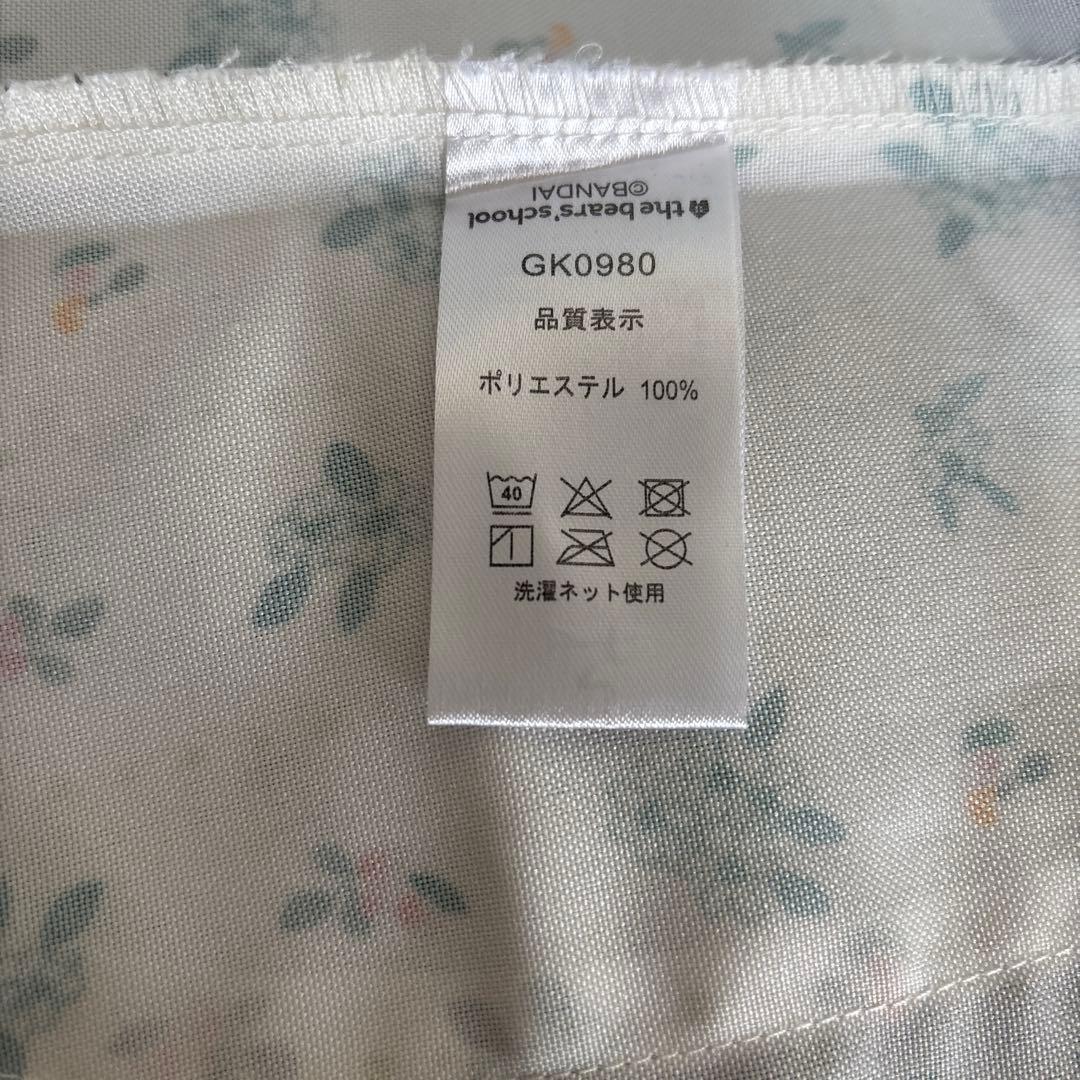 ©BANDAI
the bears'school
GK0980
品質表示
ポリエステル 100%
40
洗濯ネット使用